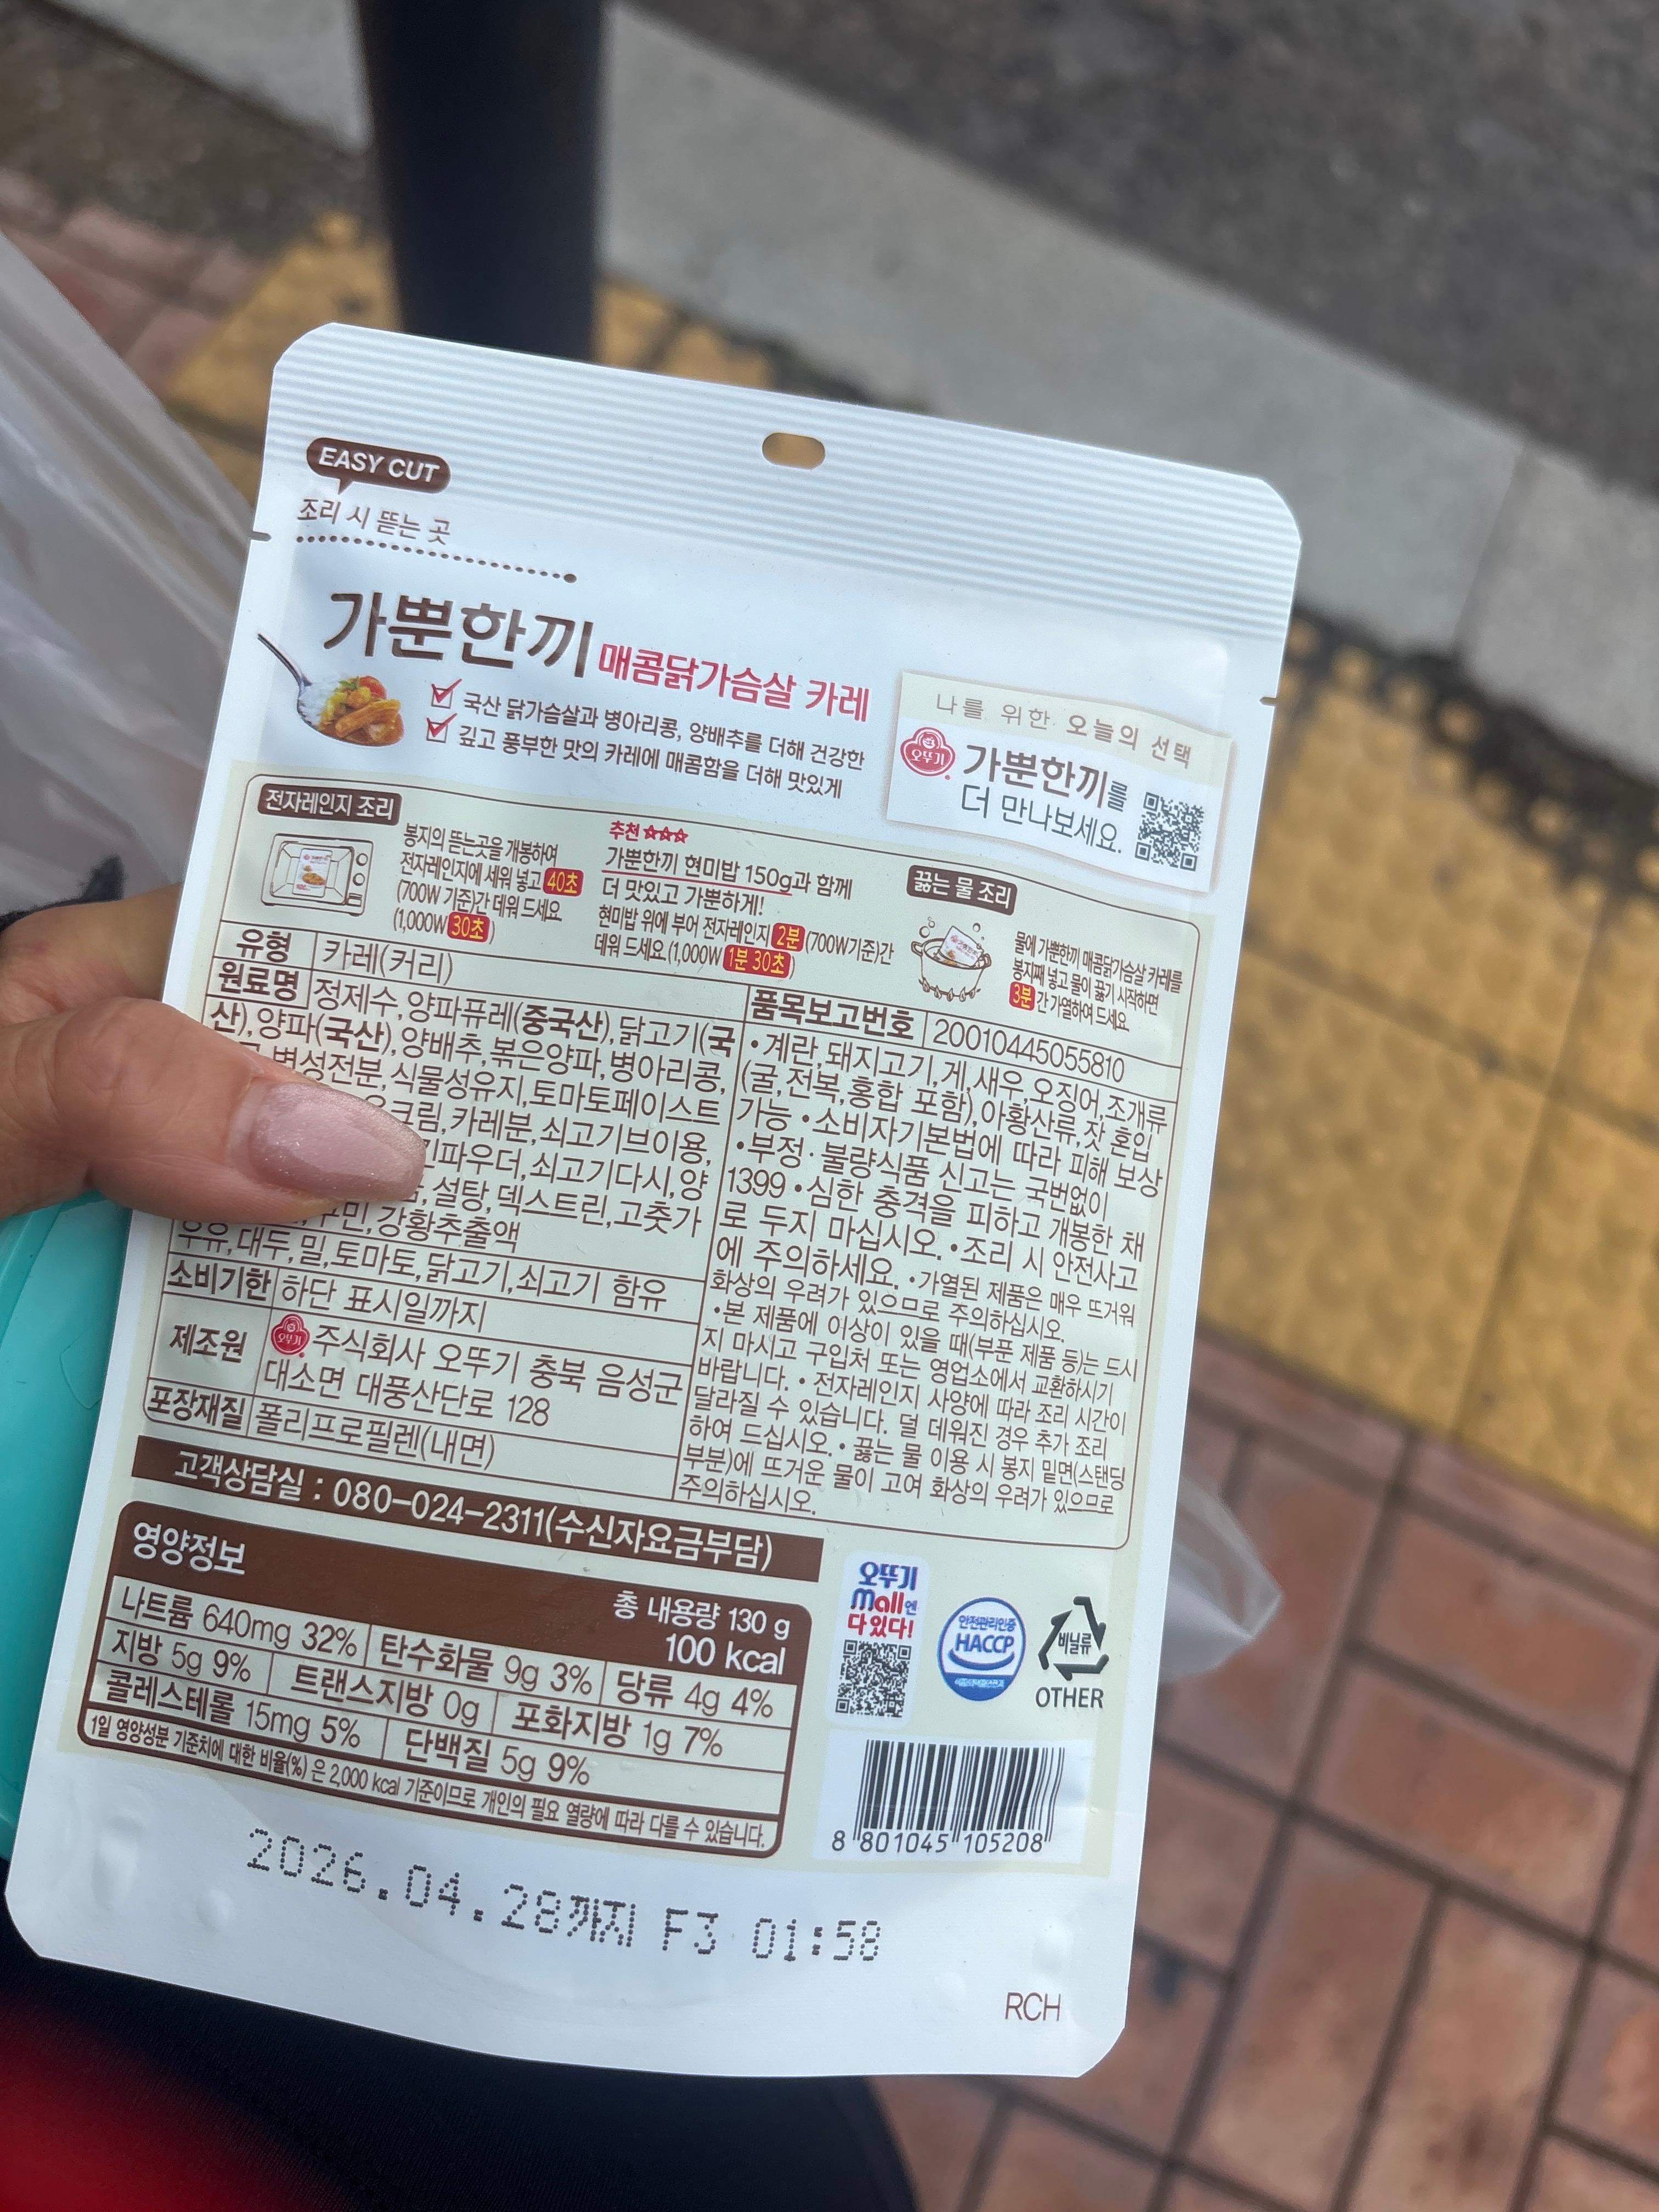 EASY CUT
조리 시 뜯는 곳
가뿐한끼 매콤닭가슴살 카레
국산 닭가슴살과 병아리콩, 양배추를 더해 건강한
깊고 풍부한 맛의 카레에 매콤함을 더해 맛있게
나를 위한 오늘의 선택
오뚜기
가뿐한끼를
더 만나보세요.
전자레인지 조리
봉지의 뜯는곳을 개봉하여
전자레인지에 세워 넣고 40초
(700W 기준)간 데워 드세요
(1,000W 30초)
추천 ☆☆☆
가뿐한끼 현미밥 150g과 함께
더 맛있고 가뿐하게!
현미밥 위에 부어 전자레인지 2분 (700W기준)간
데워 드세요.(1,000W 1분 30초)
끓는 물 조리
물에 가뿐한끼 매콤닭가슴살 카레를
봉지째 넣고 물이 끓기 시작하면
3분 간 가열하여 드세요
유형 카레(커리)
원료명 정제수, 양파퓨레(중국산), 닭고기(국
산), 양파(국산), 양배추, 볶은양파, 병아리콩,
변성전분, 식물성유지, 토마토페이스트
크림, 카레분, 쇠고기브이용,
파우더, 쇠고기다시, 양
설탕, 덱스트린, 고춧가
강황추출액
우유, 대두, 밀, 토마토, 닭고기, 쇠고기 함유
소비기한 하단 표시일까지
제조원 오뚜기 주식회사 오뚜기 충북 음성군
대소면 대풍산단로 128
포장재질 폴리프로필렌(내면)
품목보고번호 20010445055810
•계란, 돼지고기, 게, 새우, 오징어, 조개류
(굴, 전복, 홍합 포함), 아황산류, 잣 혼입
가능 •소비자기본법에 따라 피해 보상
•부정·불량식품 신고는 국번없이
1399 •심한 충격을 피하고 개봉한 채
로 두지 마십시오. •조리 시 안전사고
에 주의하세요. •가열된 제품은 매우 뜨거워
화상의 우려가 있으므로 주의하십시오.
•본 제품에 이상이 있을 때(부푼 제품 등)는 드시
지 마시고 구입처 또는 영업소에서 교환하시기
바랍니다. •전자레인지 사양에 따라 조리 시간이
달라질 수 있습니다. 덜 데워진 경우 추가 조리
하여 드십시오. •끓는 물 이용 시 봉지 밑면(스탠딩
부분)에 뜨거운 물이 고여 화상의 우려가 있으므로
주의하십시오.
고객상담실 : 080-024-2311(수신자요금부담)
영양정보
총 내용량 130 g
100 kcal
나트륨 640mg 32% 탄수화물 9g 3% 당류 4g 4%
지방 5g 9% 트랜스지방 0g 포화지방 1g 7%
콜레스테롤 15mg 5% 단백질 5g 9%
1일 영양성분 기준치에 대한 비율(%)은 2,000 kcal 기준이므로 개인의 필요 열량에 따라 다를 수 있습니다.
오뚜기
mall엔
다 있다!
안전관리인증
HACCP
비닐류
OTHER
8 801045 105208
2026.04.28까지 F3 01:58
RCH